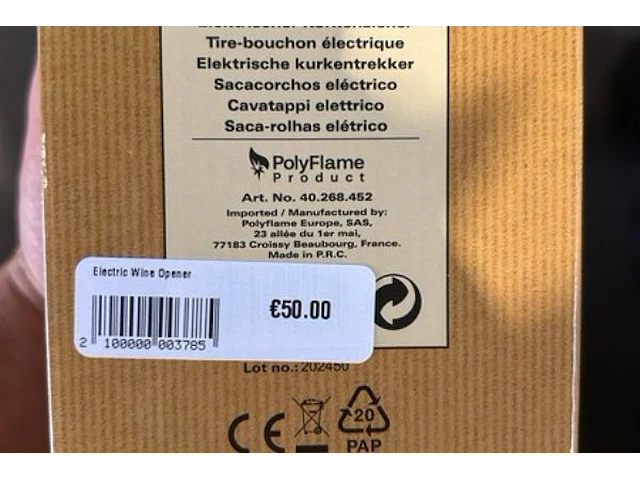 Elektrischer Korkenzieher
Tire-bouchon électrique
Elektrische kurkentrekker
Sacacorchos eléctrico
Cavatappi elettrico
Saca-rolhas elétrico
PolyFlame
Product
Art. No. 40.268.452
Imported / Manufactured by:
Polyflame Europe, SAS,
23 allée du 1er mai,
77183 Croissy Beaubourg, France.
Made in P.R.C.
Electric Wine Opener
€50.00
2 100000 003785
Lot no.: 202450
CE
20
PAP